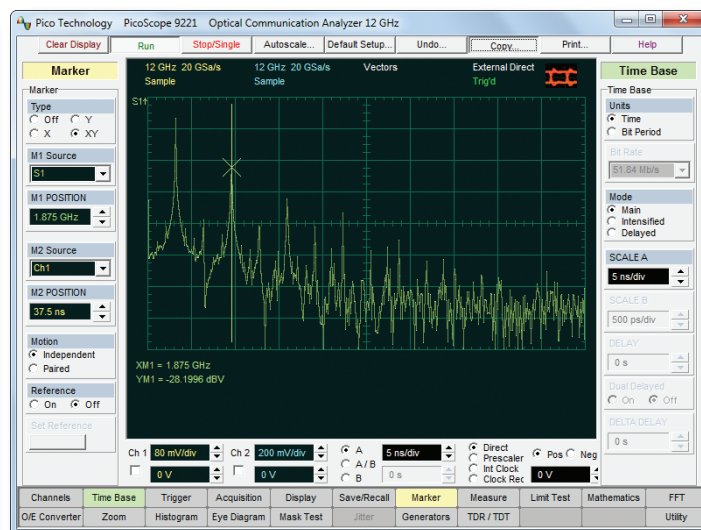 Pico Technology PicoScope 9221 Optical Communication Analyzer 12 GHz
Clear Display Run Stop/Single Autoscale... Default Setup... Undo... Copy... Print... Help
Marker
Marker
Type
Off Y
X XY
M1 Source
S1
M1 POSITION
1.875 GHz
M2 Source
Ch1
M2 POSITION
37.5 ns
Motion
Independent
Paired
Reference
On Off
Set Reference
12 GHz 20 GSa/s 12 GHz 20 GSa/s Vectors External Direct
Sample Sample Trig'd
S1
XM1 = 1.875 GHz
YM1 = -28.1996 dBV
Ch 1 80 mV/div Ch 2 200 mV/div
0 V 0 V
A
A / B
B
5 ns/div
0 s
Direct
Prescaler
Int Clock
Clock Rec
Pos Neg
0 V
Time Base
Time Base
Units
Time
Bit Period
Bit Rate
51.84 Mb/s
Mode
Main
Intensified
Delayed
SCALE A
5 ns/div
SCALE B
500 ps/div
DELAY
0 s
Dual Delayed
On Off
DELTA DELAY
0 s
Channels Time Base Trigger Acquisition Display Save/Recall Marker Measure Limit Test Mathematics FFT
O/E Converter Zoom Histogram Eye Diagram Mask Test Jitter Generators TDR / TDT Utility